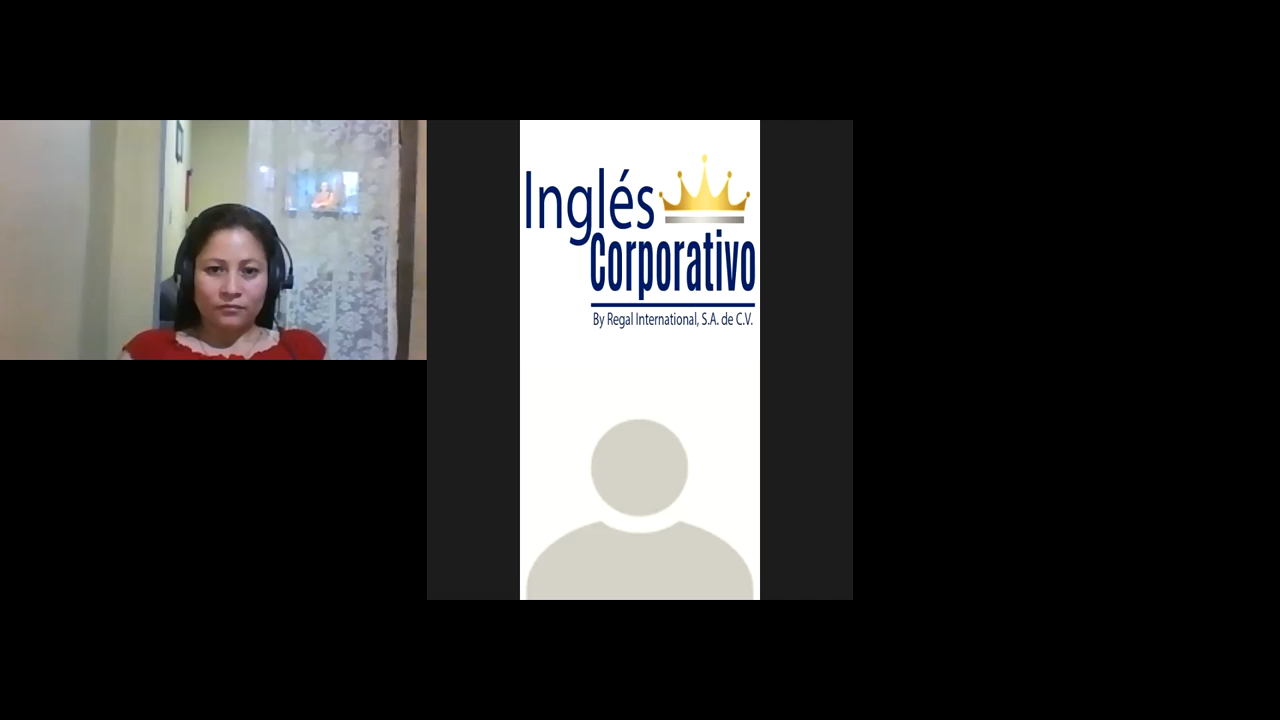 Inglés
Corporativo
By Regal International, S.A. de C.V.